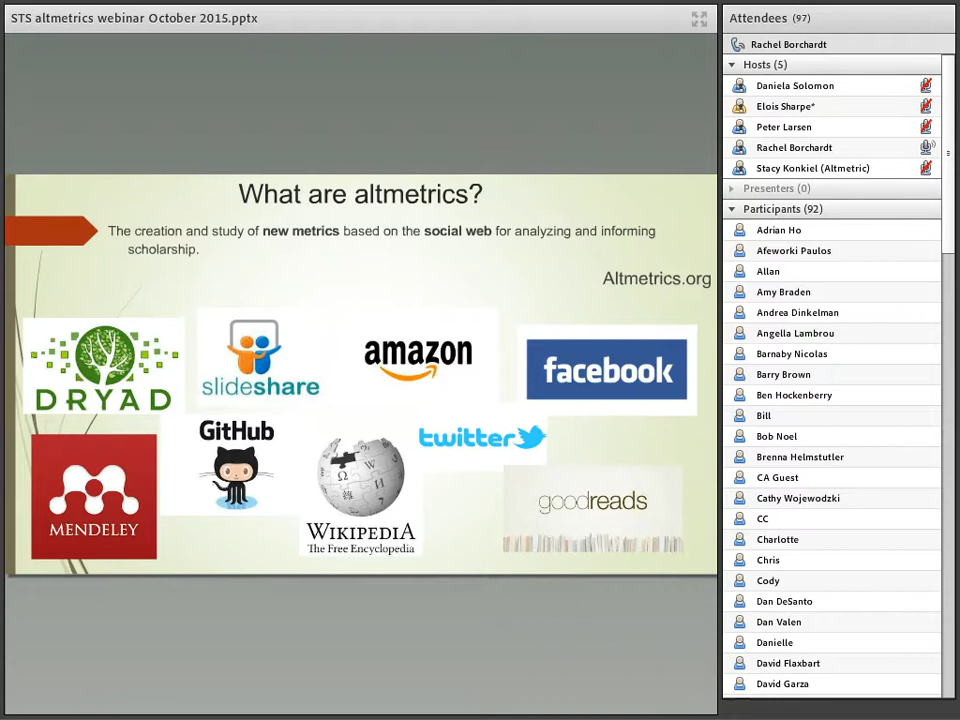 STS altmetrics webinar October 2015.pptx
What are altmetrics?
The creation and study of new metrics based on the social web for analyzing and informing
scholarship.
Altmetrics.org
DRYAD
slideshare
amazon
facebook
MENDELEY
GitHub
W
Ω
И
WIKIPEDIA
The Free Encyclopedia
twitter
goodreads
Attendees (97)
Rachel Borchardt
Hosts (5)
Daniela Solomon
Elois Sharpe*
Peter Larsen
Rachel Borchardt
Stacy Konkiel (Altmetric)
Presenters (0)
Participants (92)
Adrian Ho
Afeworki Paulos
Allan
Amy Braden
Andrea Dinkelman
Angella Lambrou
Barnaby Nicolas
Barry Brown
Ben Hockenberry
Bill
Bob Noel
Brenna Helmstutler
CA Guest
Cathy Wojewodzki
CC
Charlotte
Chris
Cody
Dan DeSanto
Dan Valen
Danielle
David Flaxbart
David Garza